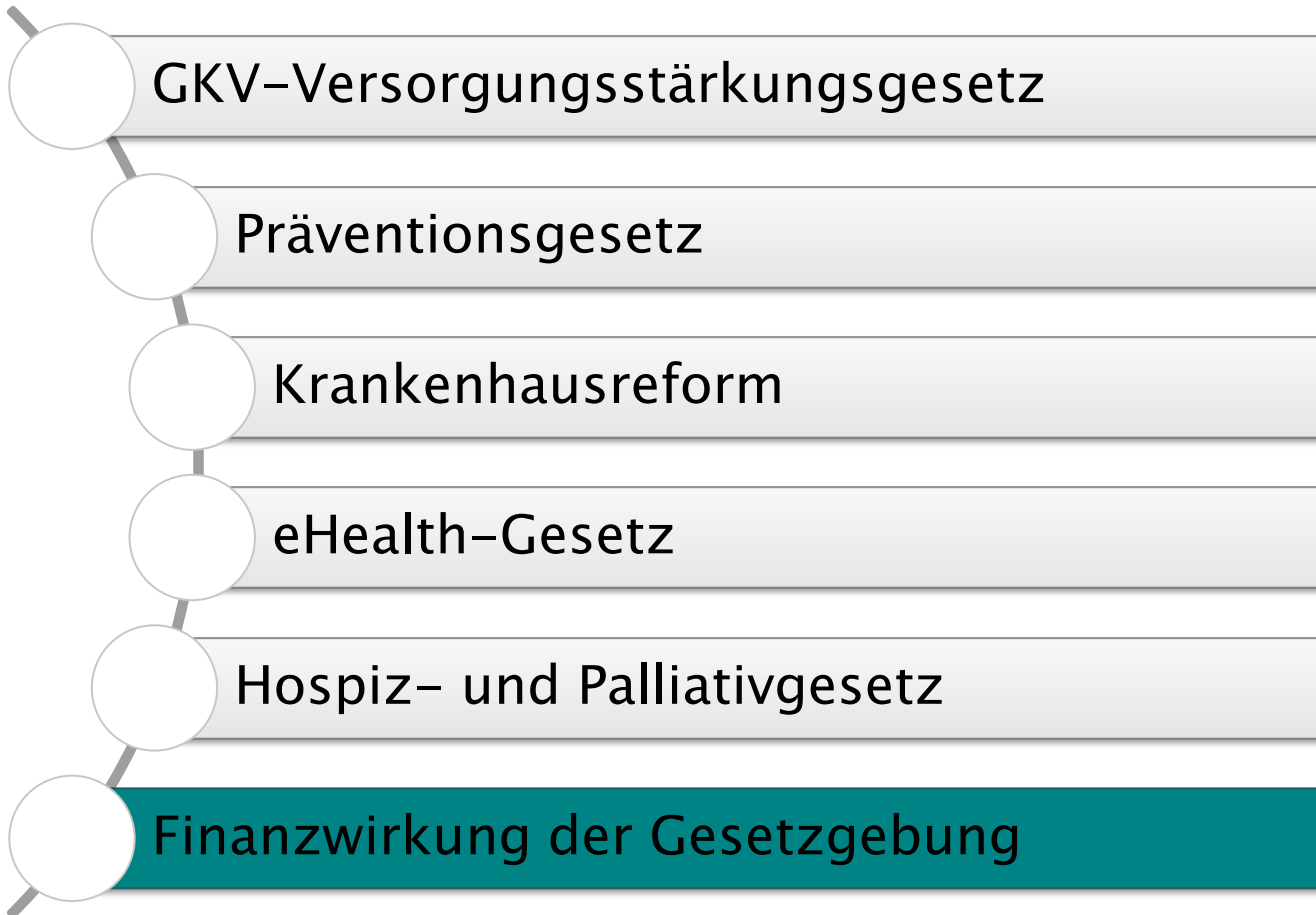 GKV-Versorgungsstärkungsgesetz
Präventionsgesetz
Krankenhausreform
eHealth-Gesetz
Hospiz- und Palliativgesetz
Finanzwirkung der Gesetzgebung